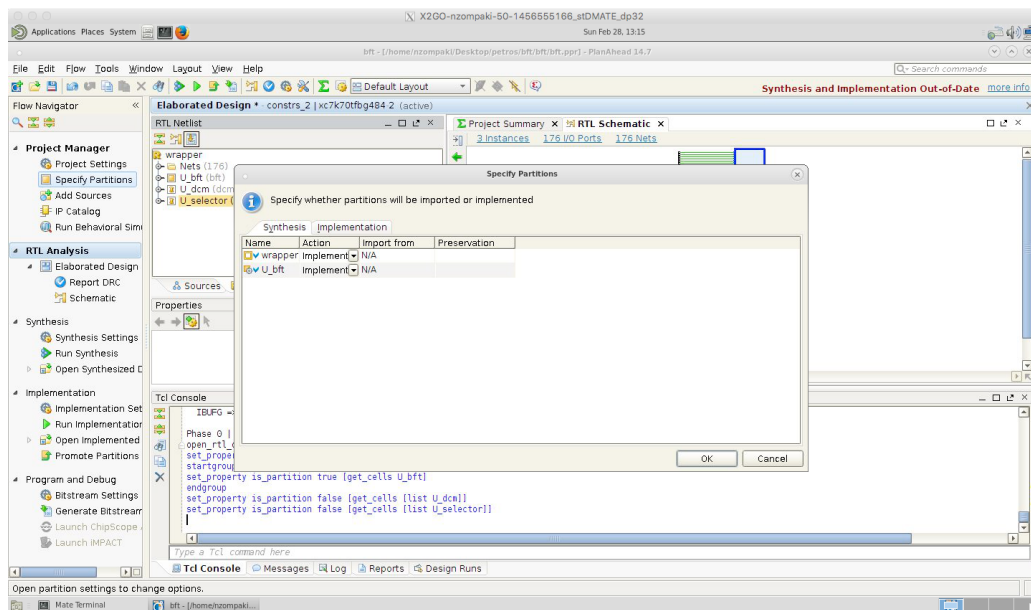 X2GO-nzompaki-50-1456555166_stDMATE_dp32
Applications Places System
Sun Feb 28, 13:15
bft - [/home/nzompaki/Desktop/petros/bft/bft/bft.ppr] - PlanAhead 14.7
File Edit Flow Tools Window Layout View Help
Search commands
Default Layout
Synthesis and Implementation Out-of-Date more info
Flow Navigator
Elaborated Design * - constrs_2 | xc7k70tfbg484-2 (active)
RTL Netlist
Project Summary RTL Schematic
3 Instances 176 I/O Ports 176 Nets
wrapper
Nets (176)
U_bft (bft)
U_dcm (dcm
U_selector (
Project Manager
Project Settings
Specify Partitions
Add Sources
IP Catalog
Run Behavioral Sim
RTL Analysis
Elaborated Design
Report DRC
Schematic
Synthesis
Synthesis Settings
Run Synthesis
Open Synthesized D
Implementation
Implementation Set
Run Implementation
Open Implemented
Promote Partitions
Program and Debug
Bitstream Settings
Generate Bitstream
Launch ChipScope
Launch iMPACT
Sources
Properties
Specify Partitions
Specify whether partitions will be imported or implemented
Synthesis Implementation
Name Action Import from Preservation
wrapper Implement N/A
U_bft Implement N/A
OK Cancel
Tcl Console
IBUFG =
Phase 0 |
open_rtl_
set_prope
startgroup
set_property is_partition true [get_cells U_bft]
endgroup
set_property is_partition false [get_cells [list U_dcm]]
set_property is_partition false [get_cells [list U_selector]]
Type a Tcl command here
Tcl Console Messages Log Reports Design Runs
Open partition settings to change options.
Mate Terminal
bft - [/home/nzompaki...